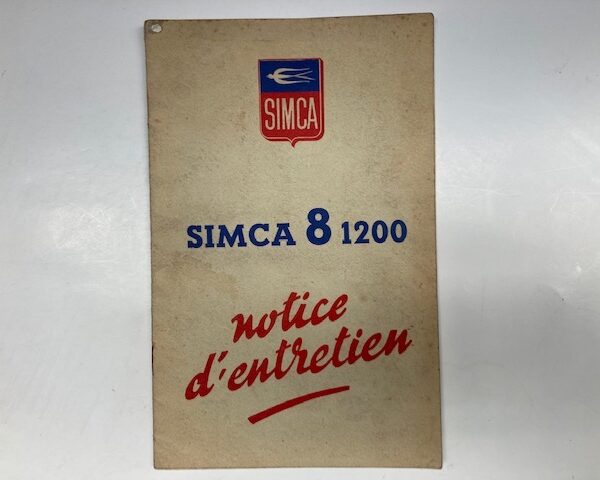 SIMCA
SIMCA 8 1200
notice
d'entretien